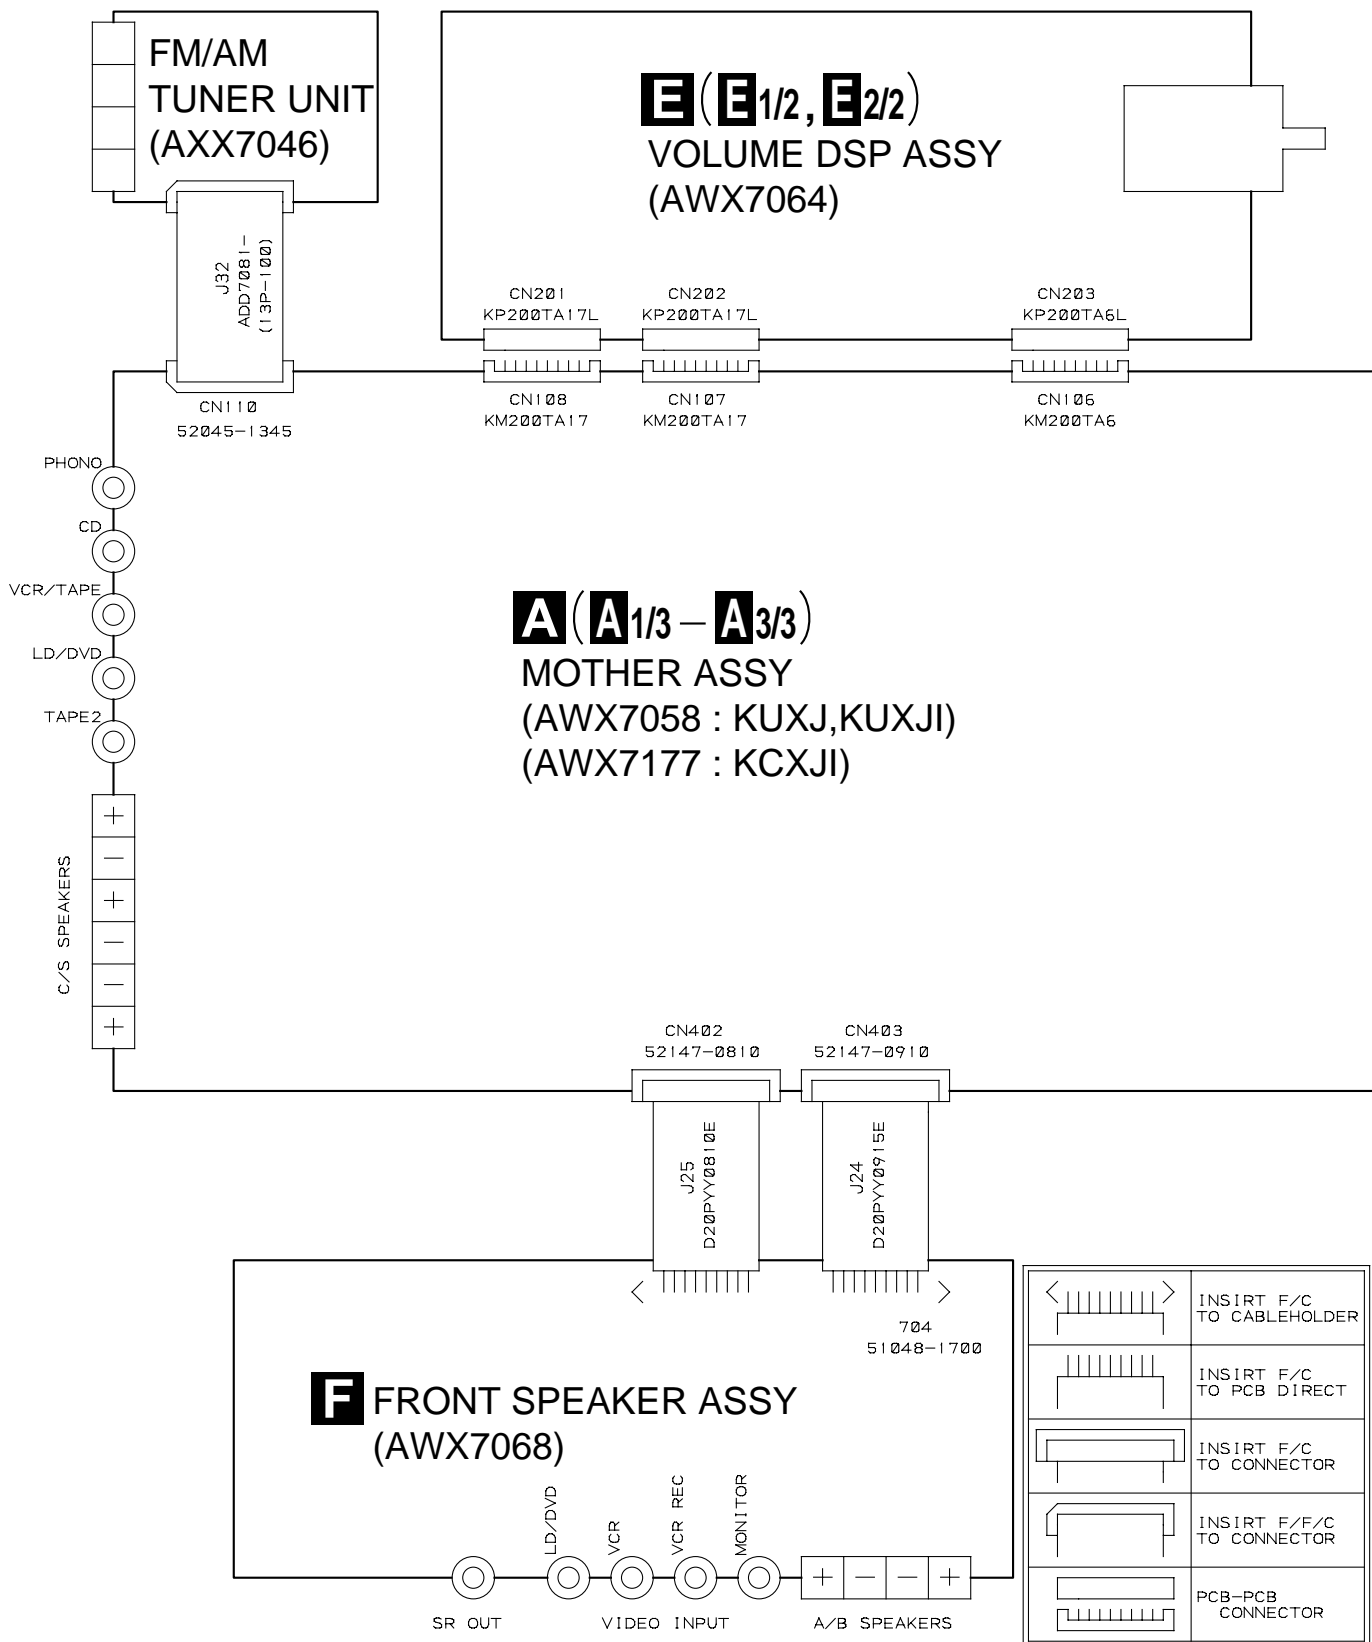 FM/AM
TUNER UNIT
(AXX7046)
E (E 1/2 , E 2/2)
VOLUME DSP ASSY
(AWX7064)
J32
ADD7081-
(13P-100)
CN201
KP200TA17L
CN202
KP200TA17L
CN203
KP200TA6L
CN110
52045-1345
CN108
KM200TA17
CN107
KM200TA17
CN106
KM200TA6
PHONO
CD
VCR/TAPE
LD/DVD
TAPE2
A (A 1/3 – A 3/3)
MOTHER ASSY
(AWX7058 : KUXJ,KUXJI)
(AWX7177 : KCXJI)
+
−
+
−
−
+
C/S SPEAKERS
CN402
52147-0810
CN403
52147-0910
J25
D20PYY0810E
J24
D20PYY0915E
704
51048-1700
F FRONT SPEAKER ASSY
(AWX7068)
LD/DVD
VCR
VCR REC
MONITOR
+ − − +
SR OUT
VIDEO INPUT
A/B SPEAKERS
INSIRT F/C
TO CABLEHOLDER
INSIRT F/C
TO PCB DIRECT
INSIRT F/C
TO CONNECTOR
INSIRT F/F/C
TO CONNECTOR
PCB-PCB
CONNECTOR